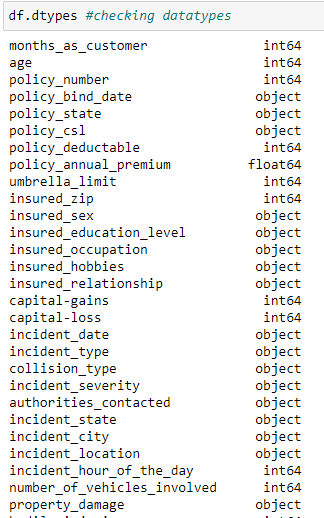 df.dtypes #checking datatypes
months_as_customer int64
age int64
policy_number int64
policy_bind_date object
policy_state object
policy_csl object
policy_deductable int64
policy_annual_premium float64
umbrella_limit int64
insured_zip int64
insured_sex object
insured_education_level object
insured_occupation object
insured_hobbies object
insured_relationship object
capital-gains int64
capital-loss int64
incident_date object
incident_type object
collision_type object
incident_severity object
authorities_contacted object
incident_state object
incident_city object
incident_location object
incident_hour_of_the_day int64
number_of_vehicles_involved int64
property_damage object